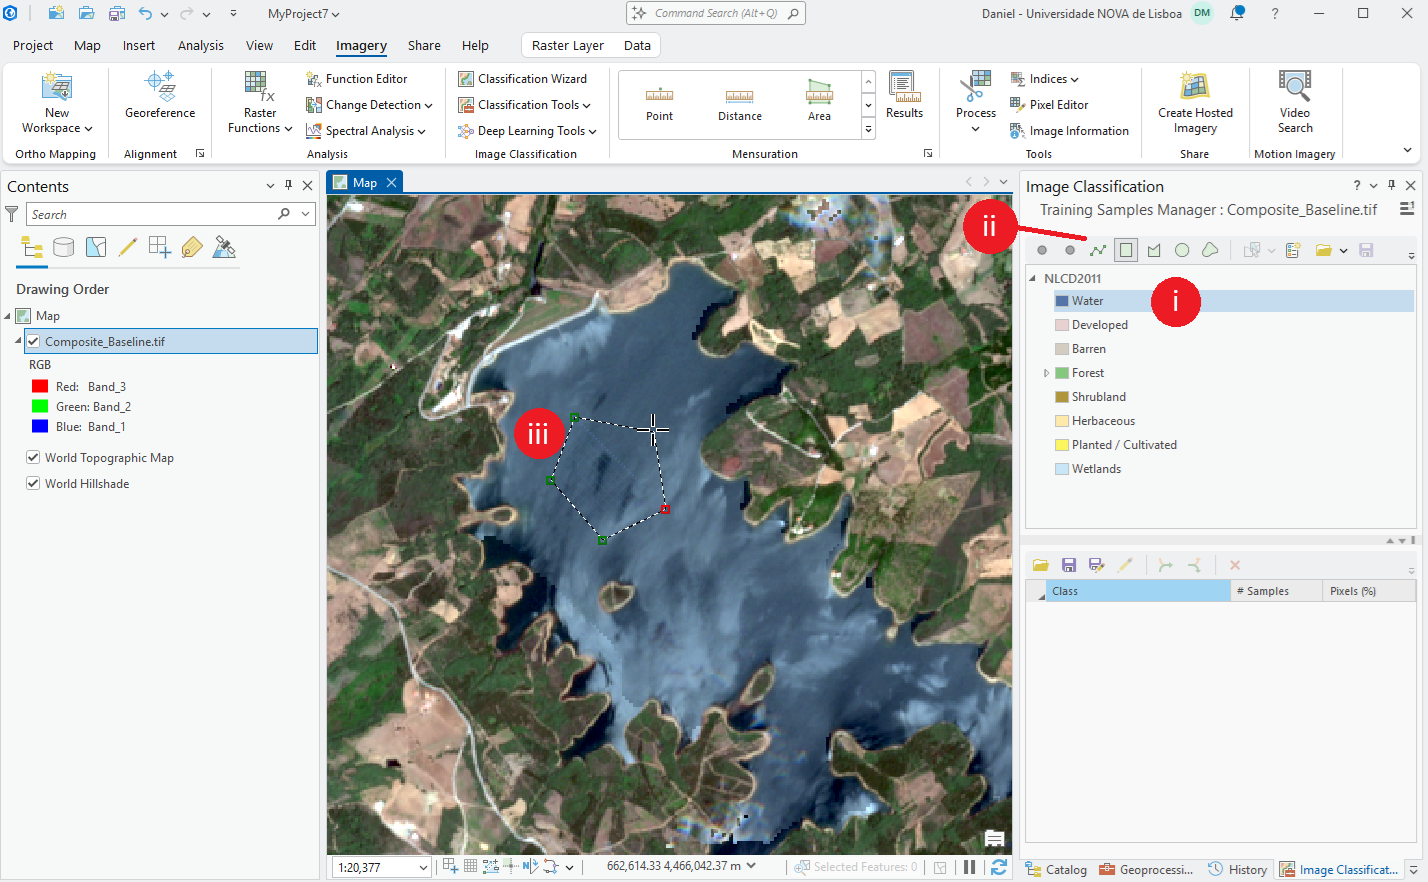 MyProject7
Command Search (Alt+Q)
Daniel - Universidade NOVA de Lisboa
DM
?
Project Map Insert Analysis View Edit Imagery Share Help Raster Layer Data
New Workspace
Ortho Mapping
Georeference
Alignment
Raster Functions
Function Editor
Change Detection
Spectral Analysis
Analysis
Classification Wizard
Classification Tools
Deep Learning Tools
Image Classification
Point
Distance
Area
Results
Mensuration
Process
Indices
Pixel Editor
Image Information
Tools
Create Hosted Imagery
Share
Video Search
Motion Imagery
Contents
Search
Drawing Order
Map
Composite_Baseline.tif
RGB
Red: Band_3
Green: Band_2
Blue: Band_1
World Topographic Map
World Hillshade
Map
iii
1:20,377
662,614.33 4,466,042.37 m
Selected Features: 0
Image Classification
?
Training Samples Manager : Composite_Baseline.tif
ii
NLCD2011
Water
i
Developed
Barren
Forest
Shrubland
Herbaceous
Planted / Cultivated
Wetlands
Class # Samples Pixels (%)
Catalog Geoprocessi... History Image Classificat...